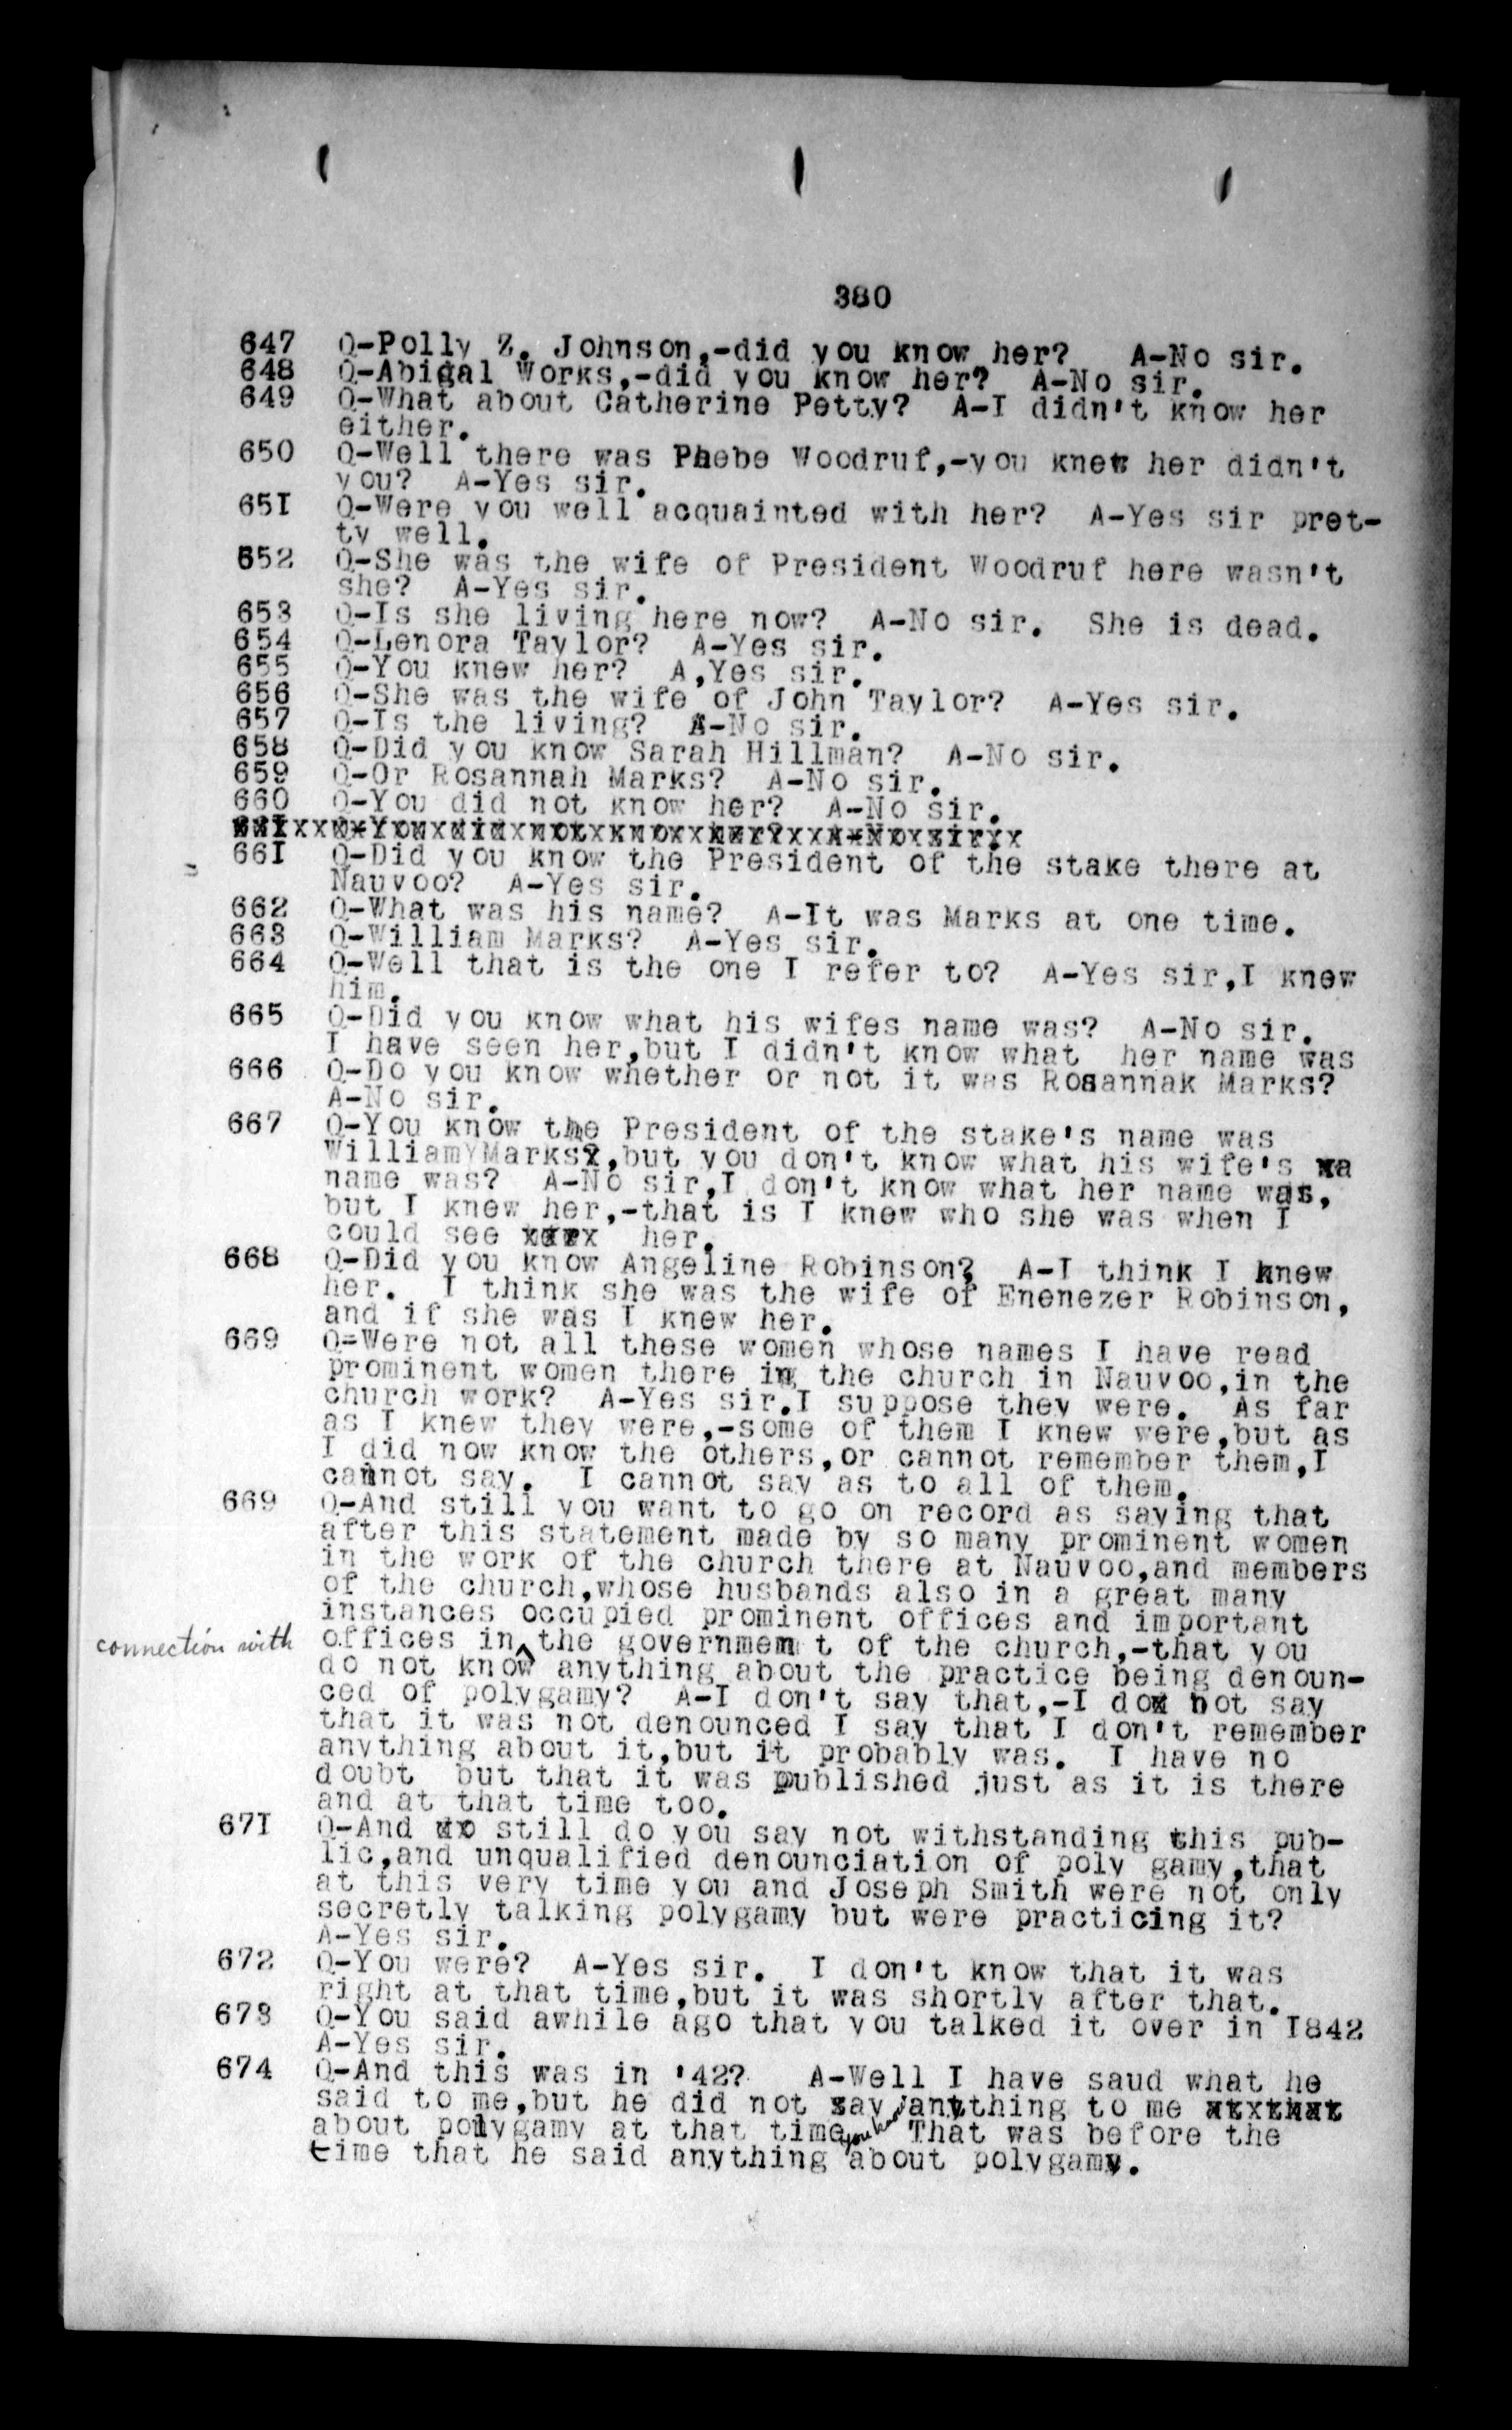 380
647 Q-Polly Z. Johnson,-did you know her? A-No sir.
648 Q-Abigal Works,-did you know her? A-No sir.
649 Q-What about Catherine Petty? A-I didn't know her
either.
650 Q-Well there was Phebe Woodruf,-you knew her didn't
you? A-Yes sir.
651 Q-Were you well acquainted with her? A-Yes sir pret-
ty well.
652 Q-She was the wife of President Woodruf here wasn't
she? A-Yes sir.
653 Q-Is she living here now? A-No sir. She is dead.
654 Q-Lenora Taylor? A-Yes sir.
655 Q-You knew her? A,Yes sir.
656 Q-She was the wife of John Taylor? A-Yes sir.
657 Q-Is the living? A-No sir.
658 Q-Did you know Sarah Hillman? A-No sir.
659 Q-Or Rosannah Marks? A-No sir.
660 Q-You did not know her? A-No sir.
661 Q-Did you know the President of the stake there at
Nauvoo? A-Yes sir.
662 Q-What was his name? A-It was Marks at one time.
663 Q-William Marks? A-Yes sir.
664 Q-Well that is the one I refer to? A-Yes sir,I knew
him.
665 Q-Did you know what his wifes name was? A-No sir.
I have seen her,but I didn't know what her name was
666 Q-Do you know whether or not it was Rosannak Marks?
A-No sir.
667 Q-You know the President of the stake's name was
William Marks,but you don't know what his wife's
name was? A-No sir,I don't know what her name was,
but I knew her,-that is I knew who she was when I
could see her.
668 Q-Did you know Angeline Robinson? A-I think I knew
her. I think she was the wife of Enenezer Robinson,
and if she was I knew her.
669 Q=Were not all these women whose names I have read
prominent women there in the church in Nauvoo,in the
church work? A-Yes sir.I suppose they were. As far
as I knew they were,-some of them I knew were,but as
I did now know the others,or cannot remember them,I
cannot say. I cannot say as to all of them.
669 Q-And still you want to go on record as saying that
after this statement made by so many prominent women
in the work of the church there at Nauvoo,and members
of the church,whose husbands also in a great many
instances occupied prominent offices and important
connection with offices in ^ the governmen t of the church,-that you
do not know anything about the practice being denoun-
ced of polygamy? A-I don't say that,-I do not say
that it was not denounced I say that I don't remember
anything about it,but it probably was. I have no
doubt but that it was published just as it is there
and at that time too.
671 Q-And still do you say not withstanding this pub-
lic,and unqualified denounciation of poly gamy,that
at this very time you and Joseph Smith were not only
secretly talking polygamy but were practicing it?
A-Yes sir.
672 Q-You were? A-Yes sir. I don't know that it was
right at that time,but it was shortly after that.
673 Q-You said awhile ago that you talked it over in 1842
A-Yes sir.
674 Q-And this was in '42? A-Well I have saud what he
said to me,but he did not say anything to me
about polygamy at that time you know That was before the
time that he said anything about polygamy.